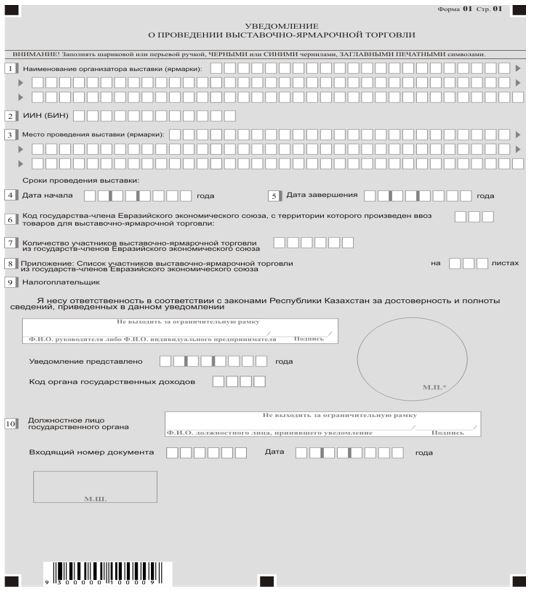 Форма 01 Стр. 01
УВЕДОМЛЕНИЕ
О ПРОВЕДЕНИИ ВЫСТАВОЧНО-ЯРМАРОЧНОЙ ТОРГОВЛИ
ВНИМАНИЕ! Заполнять шариковой или перьевой ручкой, ЧЕРНЫМИ или СИНИМИ чернилами, ЗАГЛАВНЫМИ ПЕЧАТНЫМИ символами.
1 Наименование организатора выставки (ярмарки):
2 ИИН (БИН)
3 Место проведения выставки (ярмарки):
Сроки проведения выставки:
4 Дата начала года 5 Дата завершения года
6 Код государства-члена Евразийского экономического союза, с территории которого произведен ввоз
товаров для выставочно-ярмарочной торговли:
7 Количество участников выставочно-ярмарочной торговли
из государств-членов Евразийского экономического союза
8 Приложение: Список участников выставочно-ярмарочной торговли на листах
из государств-членов Евразийского экономического союза
9 Налогоплательщик
Я несу ответственность в соответствии с законами Республики Казахстан за достоверность и полноты
сведений, приведенных в данном уведомлении
Не выходить за ограничительную рамку
Ф.И.О. руководителя либо Ф.И.О. индивидуального предпринимателя Подпись
Уведомление представлено года
Код органа государственных доходов
М.П.*
10 Должностное лицо
государственного органа
Не выходить за ограничительную рамку
Ф.И.О. должностного лица, принявшего уведомление Подпись
Входящий номер документа Дата года
М.Ш.
9 300000 100009